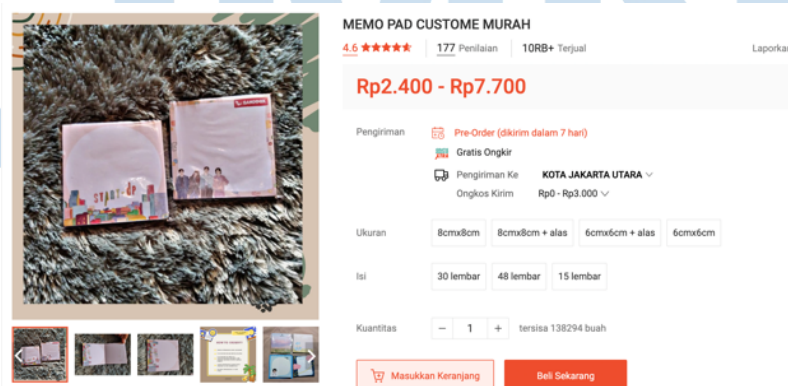 MEMO PAD CUSTOME MURAH
4.6 177 Penilaian 10RB+ Terjual Laporkan
Rp2.400 - Rp7.700
Pengiriman Pre-Order (dikirim dalam 7 hari)
Gratis Ongkir
Pengiriman Ke KOTA JAKARTA UTARA
Ongkos Kirim Rp0 - Rp3.000
Ukuran 8cmx8cm 8cmx8cm + alas 6cmx6cm + alas 6cmx6cm
Isi 30 lembar 48 lembar 15 lembar
Kuantitas − 1 + tersisa 138294 buah
Masukkan Keranjang Beli Sekarang
START-UP